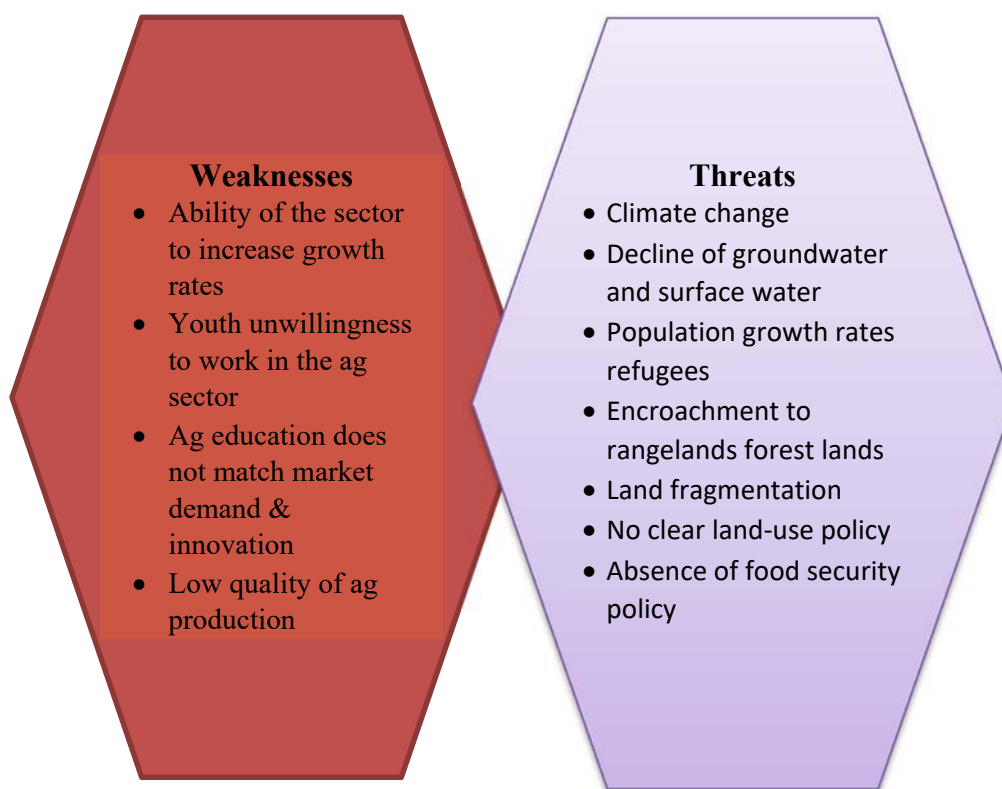 Weaknesses
• Ability of the sector
to increase growth
rates
• Youth unwillingness
to work in the ag
sector
• Ag education does
not match market
demand &
innovation
• Low quality of ag
production
Threats
• Climate change
• Decline of groundwater
and surface water
• Population growth rates
refugees
• Encroachment to
rangelands forest lands
• Land fragmentation
• No clear land-use policy
• Absence of food security
policy